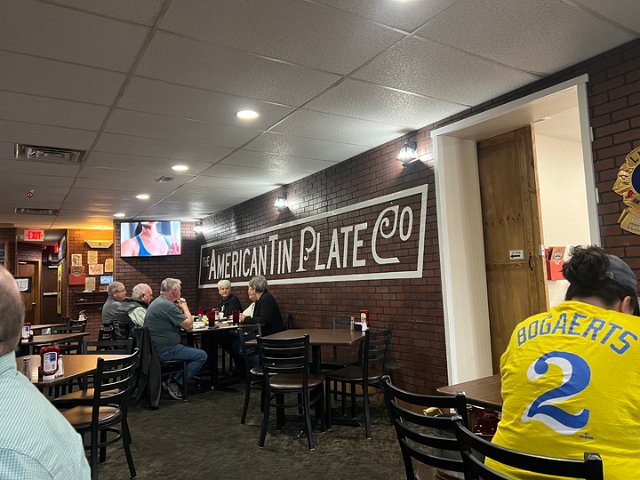 THE AMERICAN TIN PLATE CO
EXIT
BOGAERTS
2